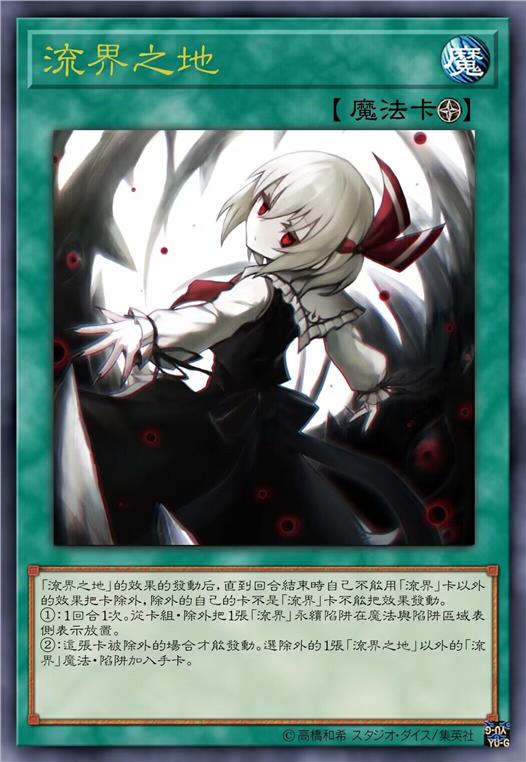 流界之地
魔
【魔法卡】
「流界之地」的效果的發動后,直到回合結束時自己不能用「流界」卡以外
的效果把卡除外,除外的自己的卡不是「流界」卡不能把效果發動。
①:1回合1次。從卡組·除外把1張「流界」永續陷阱在魔法與陷阱區域表
側表示放置。
②:這張卡被除外的場合才能發動。選除外的1張「流界之地」以外的「流
界」魔法·陷阱加入手卡。
©高橋和希 スタジオ·ダイス/集英社
YU-G
YU-G